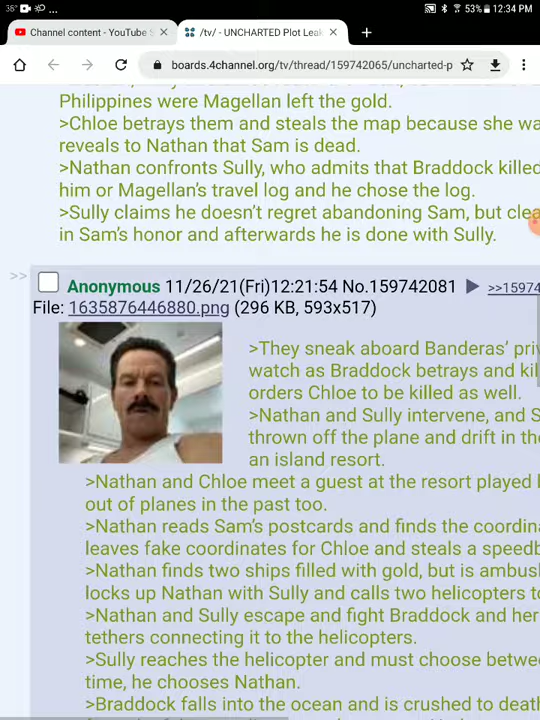 38° ... 53% 12:34 PM
Channel content - YouTube S × /tv/ - UNCHARTED Plot Leak × +
boards.4channel.org/tv/thread/159742065/uncharted-p
Philippines were Magellan left the gold.
>Chloe betrays them and steals the map because she wa
reveals to Nathan that Sam is dead.
>Nathan confronts Sully, who admits that Braddock killed
him or Magellan's travel log and he chose the log.
>Sully claims he doesn't regret abandoning Sam, but clea
in Sam's honor and afterwards he is done with Sully.
>> Anonymous 11/26/21(Fri)12:21:54 No.159742081 ▶ >>15974
File: 1635876446880.png (296 KB, 593x517)
>They sneak aboard Banderas' priv
watch as Braddock betrays and kil
orders Chloe to be killed as well.
>Nathan and Sully intervene, and S
thrown off the plane and drift in the
an island resort.
>Nathan and Chloe meet a guest at the resort played
out of planes in the past too.
>Nathan reads Sam's postcards and finds the coordina
leaves fake coordinates for Chloe and steals a speedb
>Nathan finds two ships filled with gold, but is ambus
locks up Nathan with Sully and calls two helicopters to
>Nathan and Sully escape and fight Braddock and her
tethers connecting it to the helicopters.
>Sully reaches the helicopter and must choose betwe
time, he chooses Nathan.
>Braddock falls into the ocean and is crushed to death